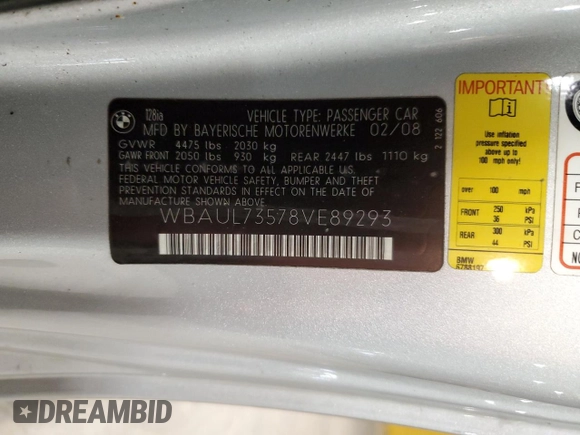 BMW
128ia
VEHICLE TYPE: PASSENGER CAR
MFD BY BAYERISCHE MOTORENWERKE 02/08
GVWR 4475 lbs 2030 kg
GAWR FRONT 2050 lbs 930 kg REAR 2447 lbs 1110 kg
THIS VEHICLE CONFORMS TO ALL APPLICABLE
FEDERAL MOTOR VEHICLE SAFETY, BUMPER AND THEFT
PREVENTION STANDARDS IN EFFECT ON THE DATE OF
MANUFACTURE SHOWN ABOVE.
WBAUL73578VE89293
2 122 606
IMPORTANT
Use inflation
pressure specified
above only for
speeds up to
100 mph only!
over 100 mph
FRONT 250 kPa
36 PSI
REAR 300 kPa
44 PSI
BMW
DREAMBID